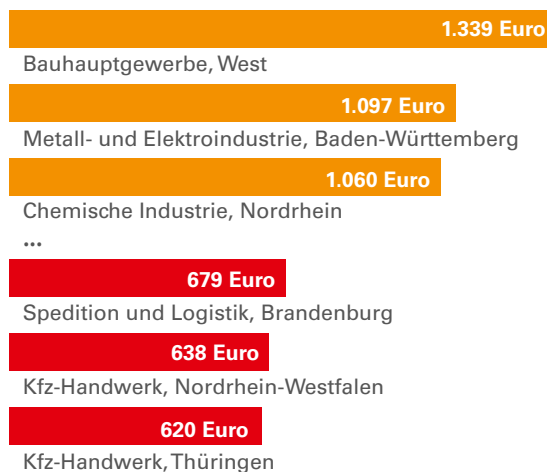 1.339 Euro
Bauhauptgewerbe, West
1.097 Euro
Metall- und Elektroindustrie, Baden-Württemberg
1.060 Euro
Chemische Industrie, Nordrhein
...
679 Euro
Spedition und Logistik, Brandenburg
638 Euro
Kfz-Handwerk, Nordrhein-Westfalen
620 Euro
Kfz-Handwerk, Thüringen